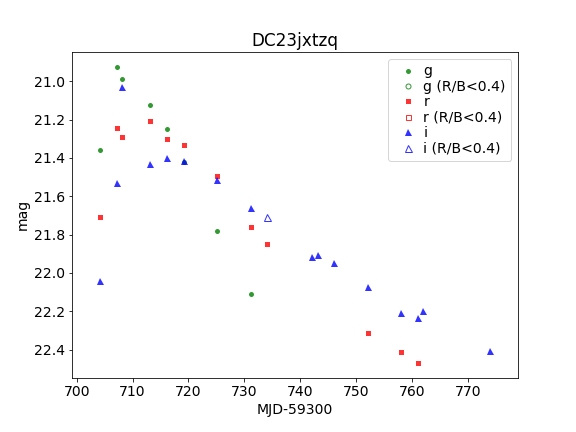 DC23jxtzq
g
g (R/B<0.4)
r
r (R/B<0.4)
i
i (R/B<0.4)
mag
21.0
21.2
21.4
21.6
21.8
22.0
22.2
22.4
700 710 720 730 740 750 760 770
MJD-59300